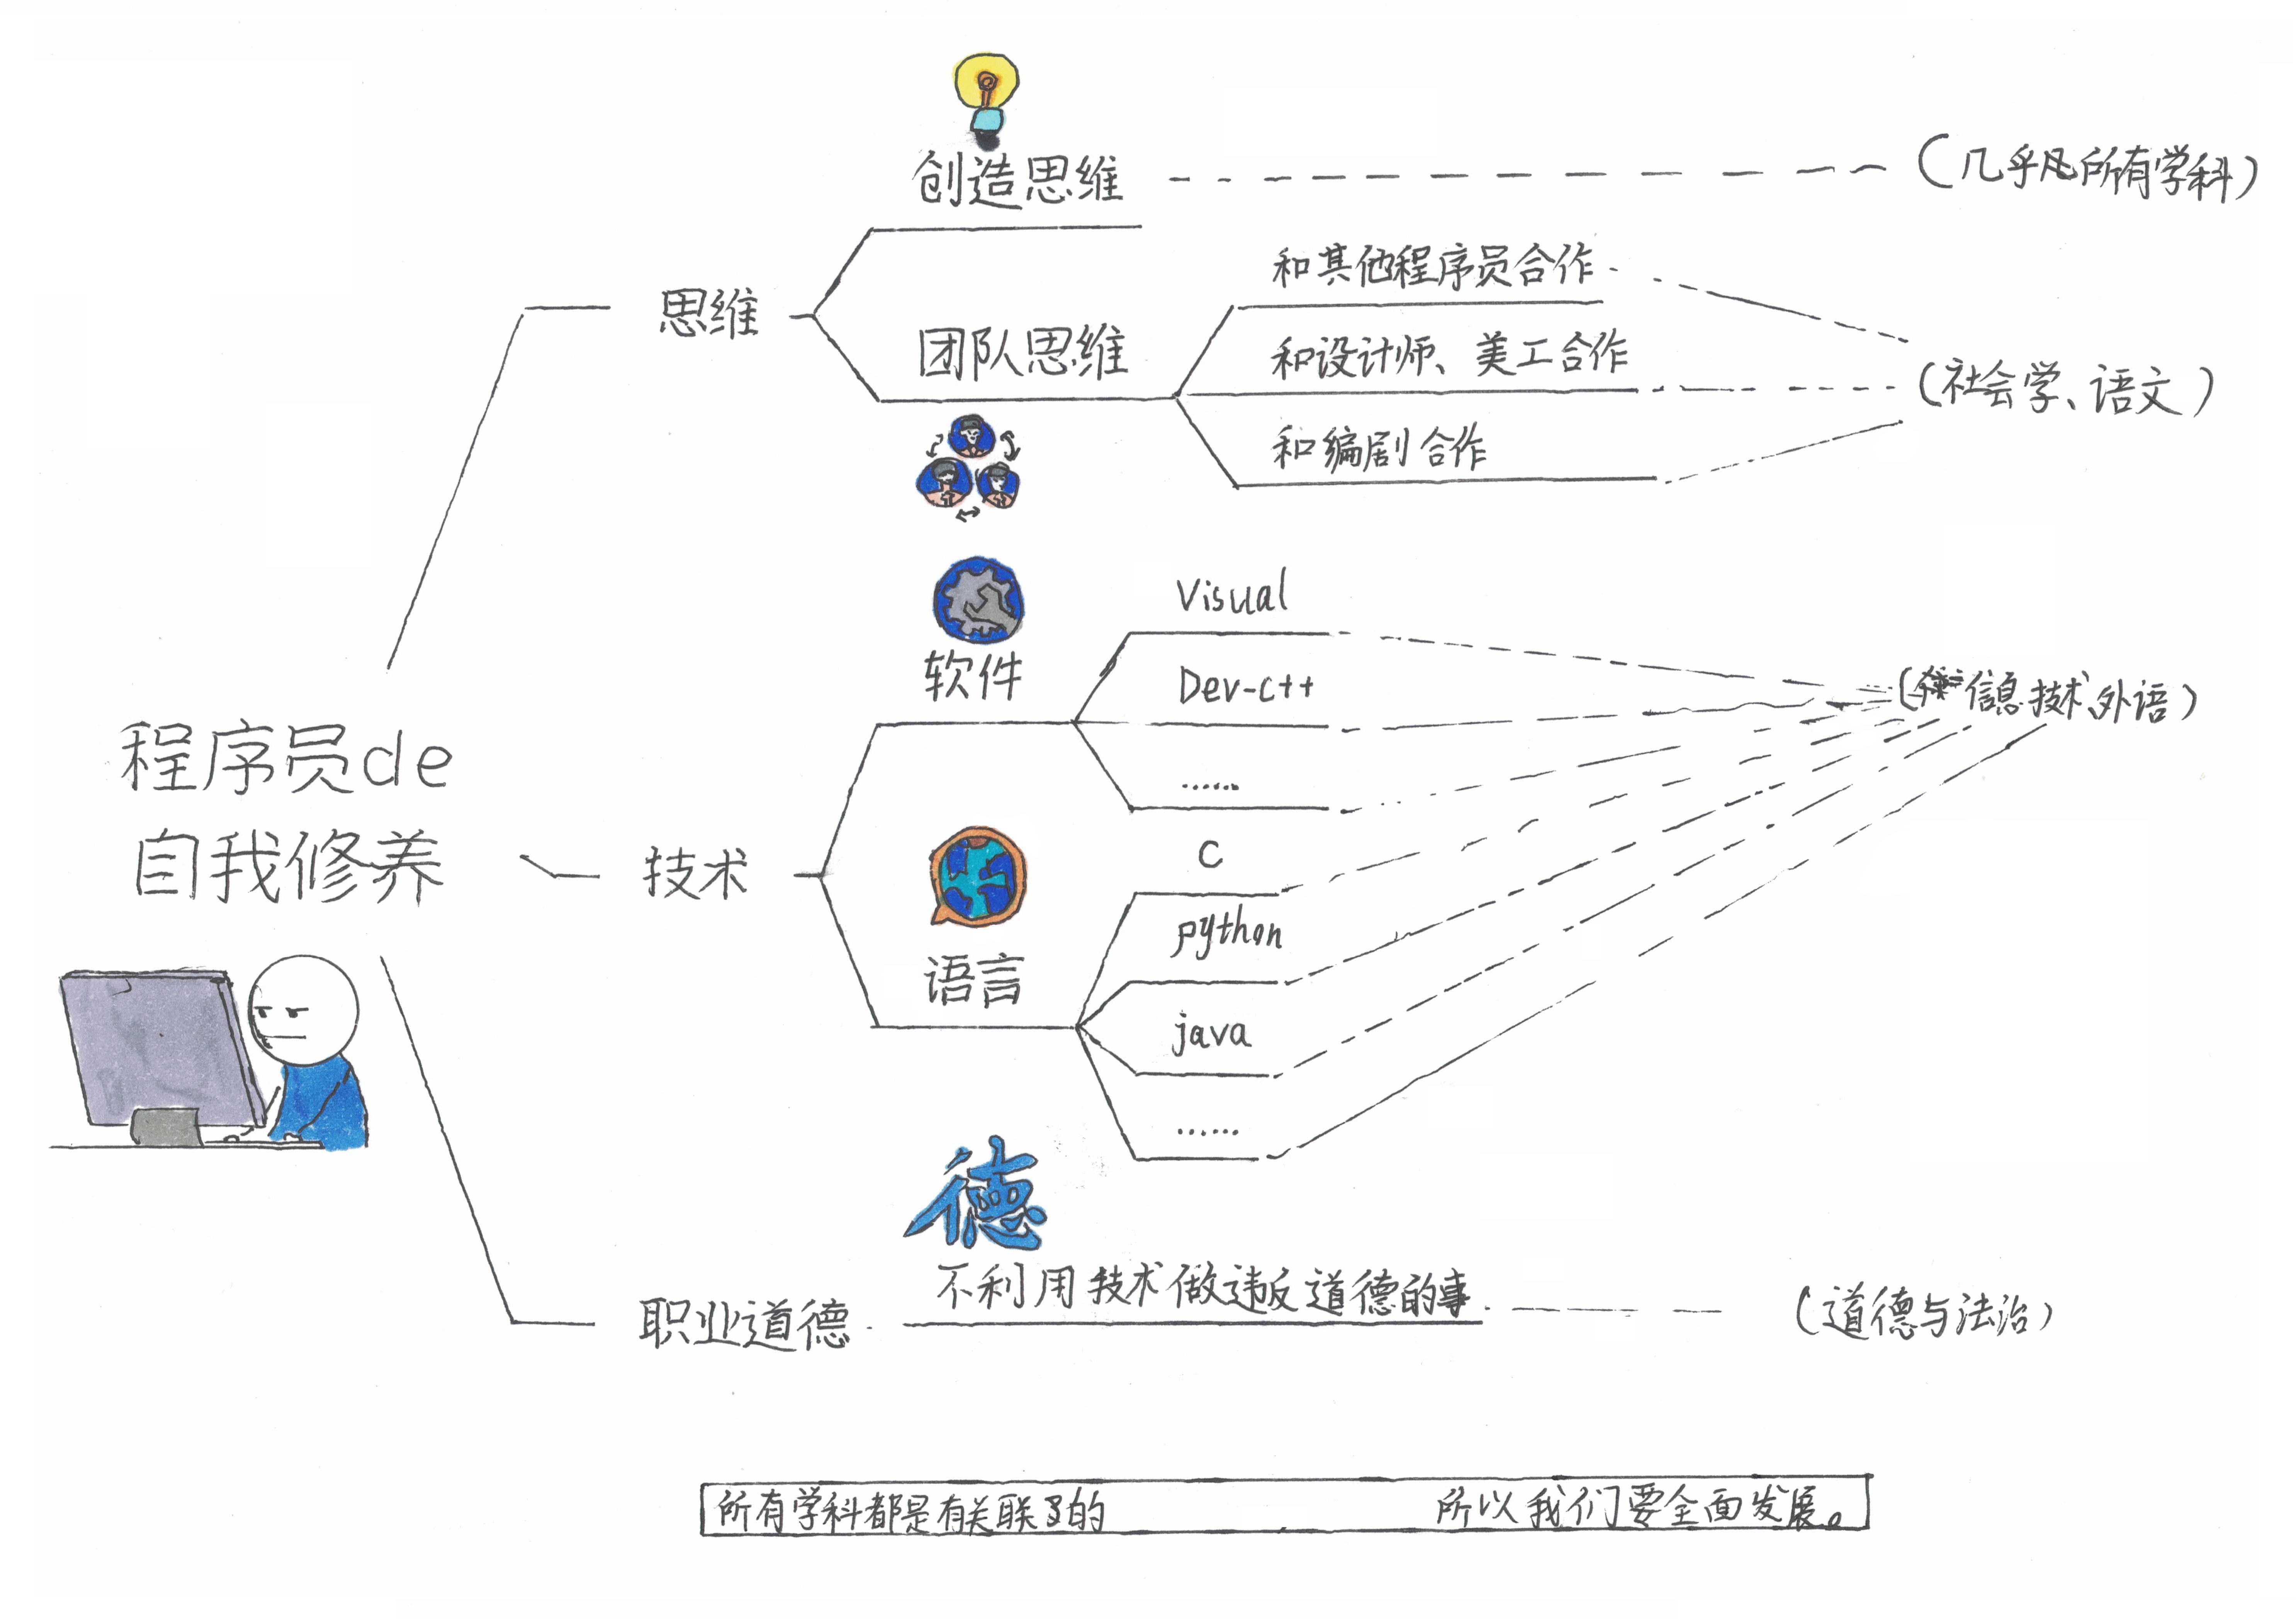 创造思维
(几乎凡所有学科)
思维
团队思维
和其他程序员合作
和设计师、美工合作
和编剧合作
(社会学、语文)
程序员de
自我修养
技术
软件
Visual
Dev-c++
......
语言
C
python
java
......
(信息技术、外语)
德
职业道德
不利用技术做违反道德的事
(道德与法治)
所有学科都是有关联的 所以我们要全面发展。